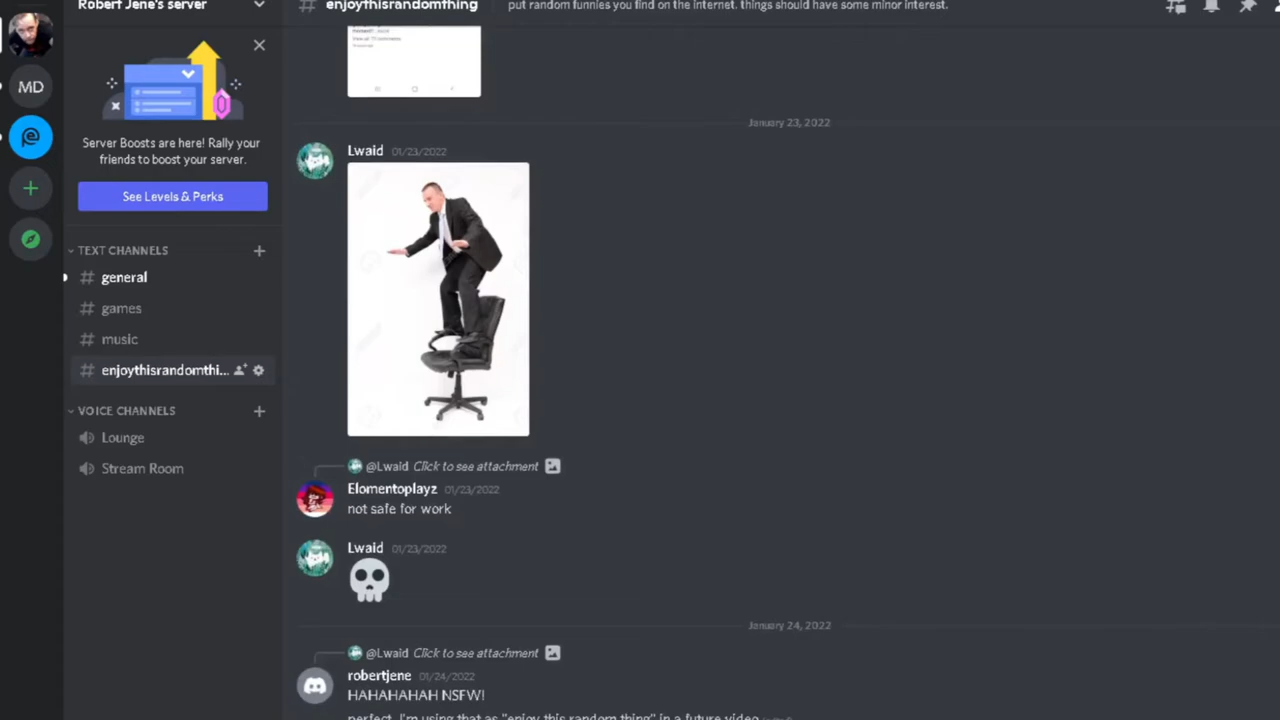 Robert Jene's server
enjoythisrandomthing
put random funnies you find on the internet. things should have some minor interest.
MD
Server Boosts are here! Rally your
friends to boost your server.
See Levels & Perks
TEXT CHANNELS
general
games
music
enjoythisrandomthi...
VOICE CHANNELS
Lounge
Stream Room
January 23, 2022
Lwaid 01/23/2022
@Lwaid Click to see attachment
Elomentoplayz 01/23/2022
not safe for work
Lwaid 01/23/2022
January 24, 2022
@Lwaid Click to see attachment
robertjene 01/24/2022
HAHAHAHAH NSFW!
perfect. I'm using that as "enjoy this random thing" in a future video